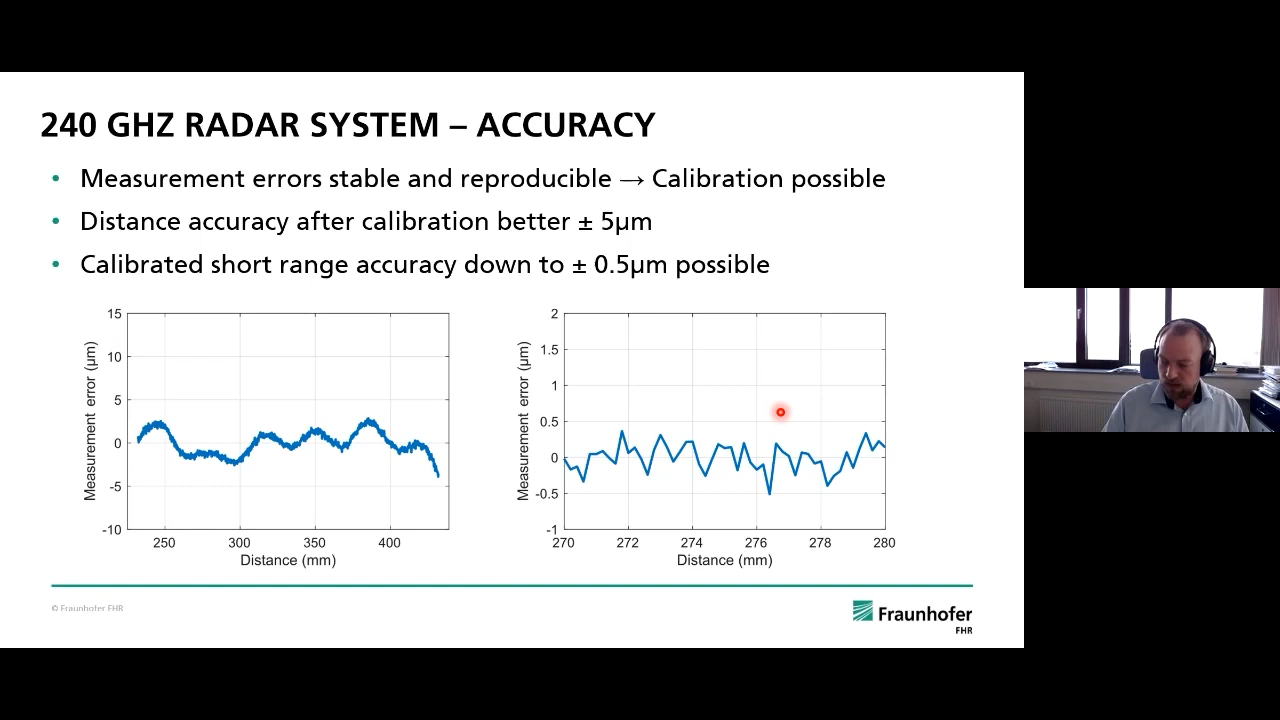 240 GHZ RADAR SYSTEM – ACCURACY
• Measurement errors stable and reproducible → Calibration possible
• Distance accuracy after calibration better ± 5µm
• Calibrated short range accuracy down to ± 0.5µm possible
15
10
5
0
-5
-10
Measurement error (µm)
250 300 350 400
Distance (mm)
2
1.5
1
0.5
0
-0.5
-1
Measurement error (µm)
270 272 274 276 278 280
Distance (mm)
© Fraunhofer FHR
Fraunhofer
FHR